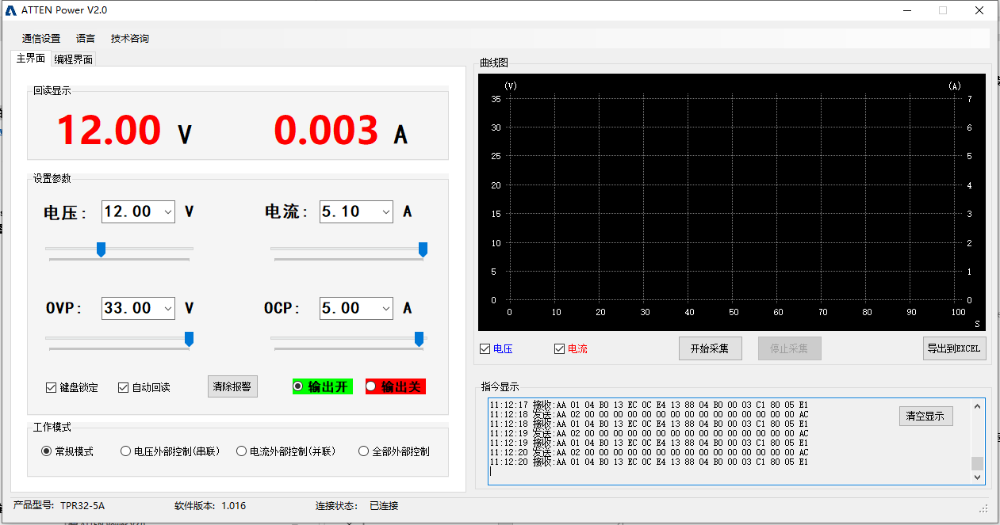 ATTEN Power V2.0
通信设置 语言 技术咨询
主界面 编程界面
回读显示
12.00 V 0.003 A
设置参数
电压: 12.00 V 电流: 5.10 A
OVP: 33.00 V OCP: 5.00 A
键盘锁定 自动回读 清除报警 输出开 输出关
工作模式
常规模式 电压外部控制(串联) 电流外部控制(并联) 全部外部控制
曲线图
(V) (A)
35 7
30 6
25 5
20 4
15 3
10 2
5 1
0 0
0 10 20 30 40 50 60 70 80 90 100
S
电压 电流 开始采集 停止采集 导出到EXCEL
指令显示
11:12:17 接收:AA 01 04 B0 13 EC 0C E4 13 88 04 B0 00 03 C1 80 05 E1
11:12:18 发送:AA 02 00 00 00 00 00 00 00 00 00 00 00 00 00 00 00 AC
11:12:18 接收:AA 01 04 B0 13 EC 0C E4 13 88 04 B0 00 03 C1 80 05 E1
11:12:19 发送:AA 02 00 00 00 00 00 00 00 00 00 00 00 00 00 00 00 AC
11:12:19 接收:AA 01 04 B0 13 EC 0C E4 13 88 04 B0 00 03 C1 80 05 E1
11:12:20 发送:AA 02 00 00 00 00 00 00 00 00 00 00 00 00 00 00 00 AC
11:12:20 接收:AA 01 04 B0 13 EC 0C E4 13 88 04 B0 00 03 C1 80 05 E1
清空显示
产品型号: TPR32-5A 软件版本: 1.016 连接状态: 已连接